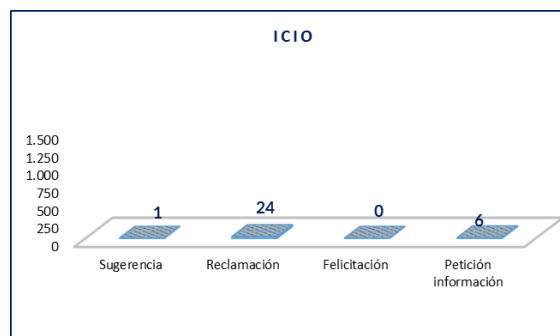 ICIO
1.500
1.250
1.000
750
500
250
0
1
24
0
6
Sugerencia
Reclamación
Felicitación
Petición
información